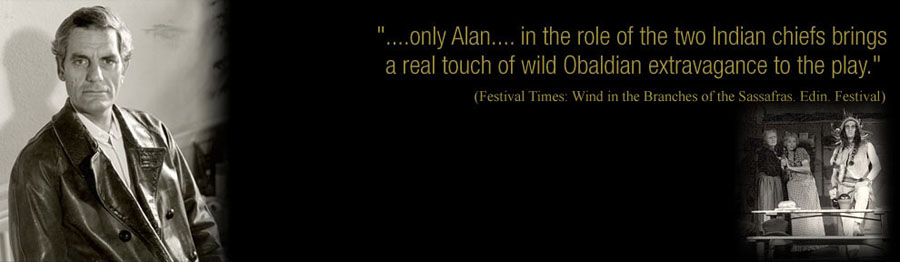 "....only Alan.... in the role of the two Indian chiefs brings
a real touch of wild Obaldian extravagance to the play."
(Festival Times: Wind in the Branches of the Sassafras. Edin. Festival)